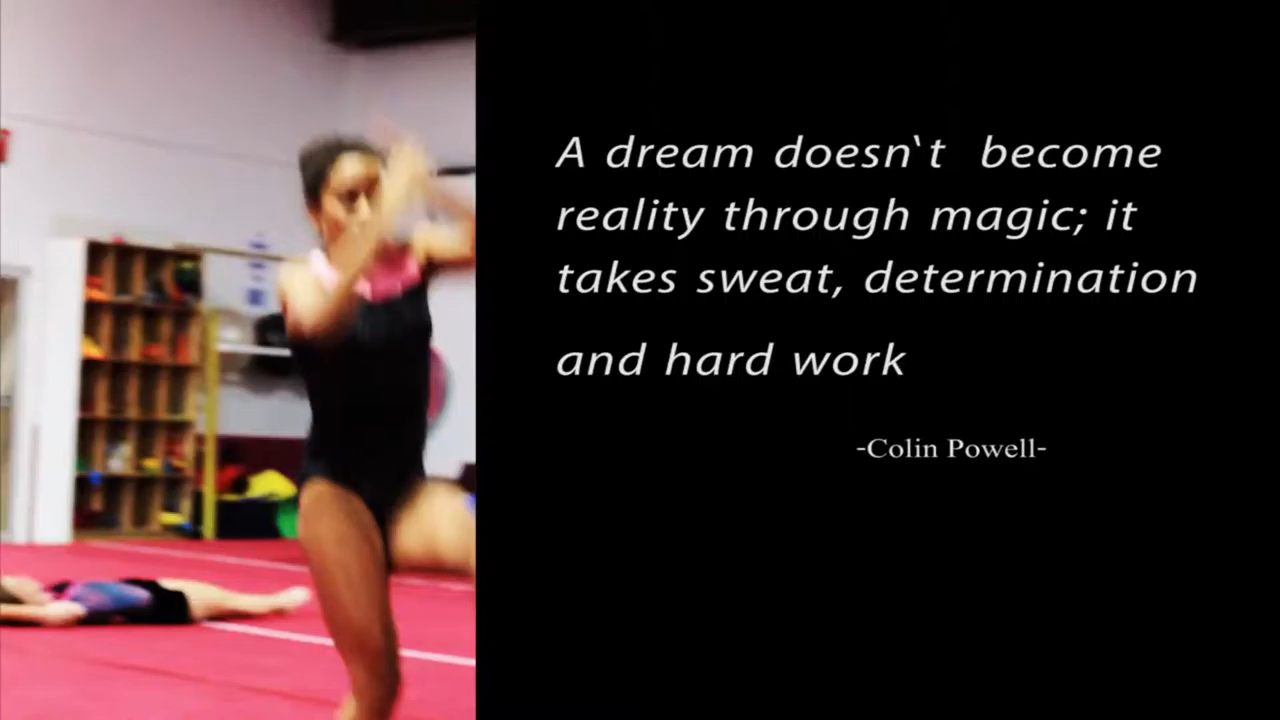 A dream doesn`t become
reality through magic; it
takes sweat, determination
and hard work
-Colin Powell-